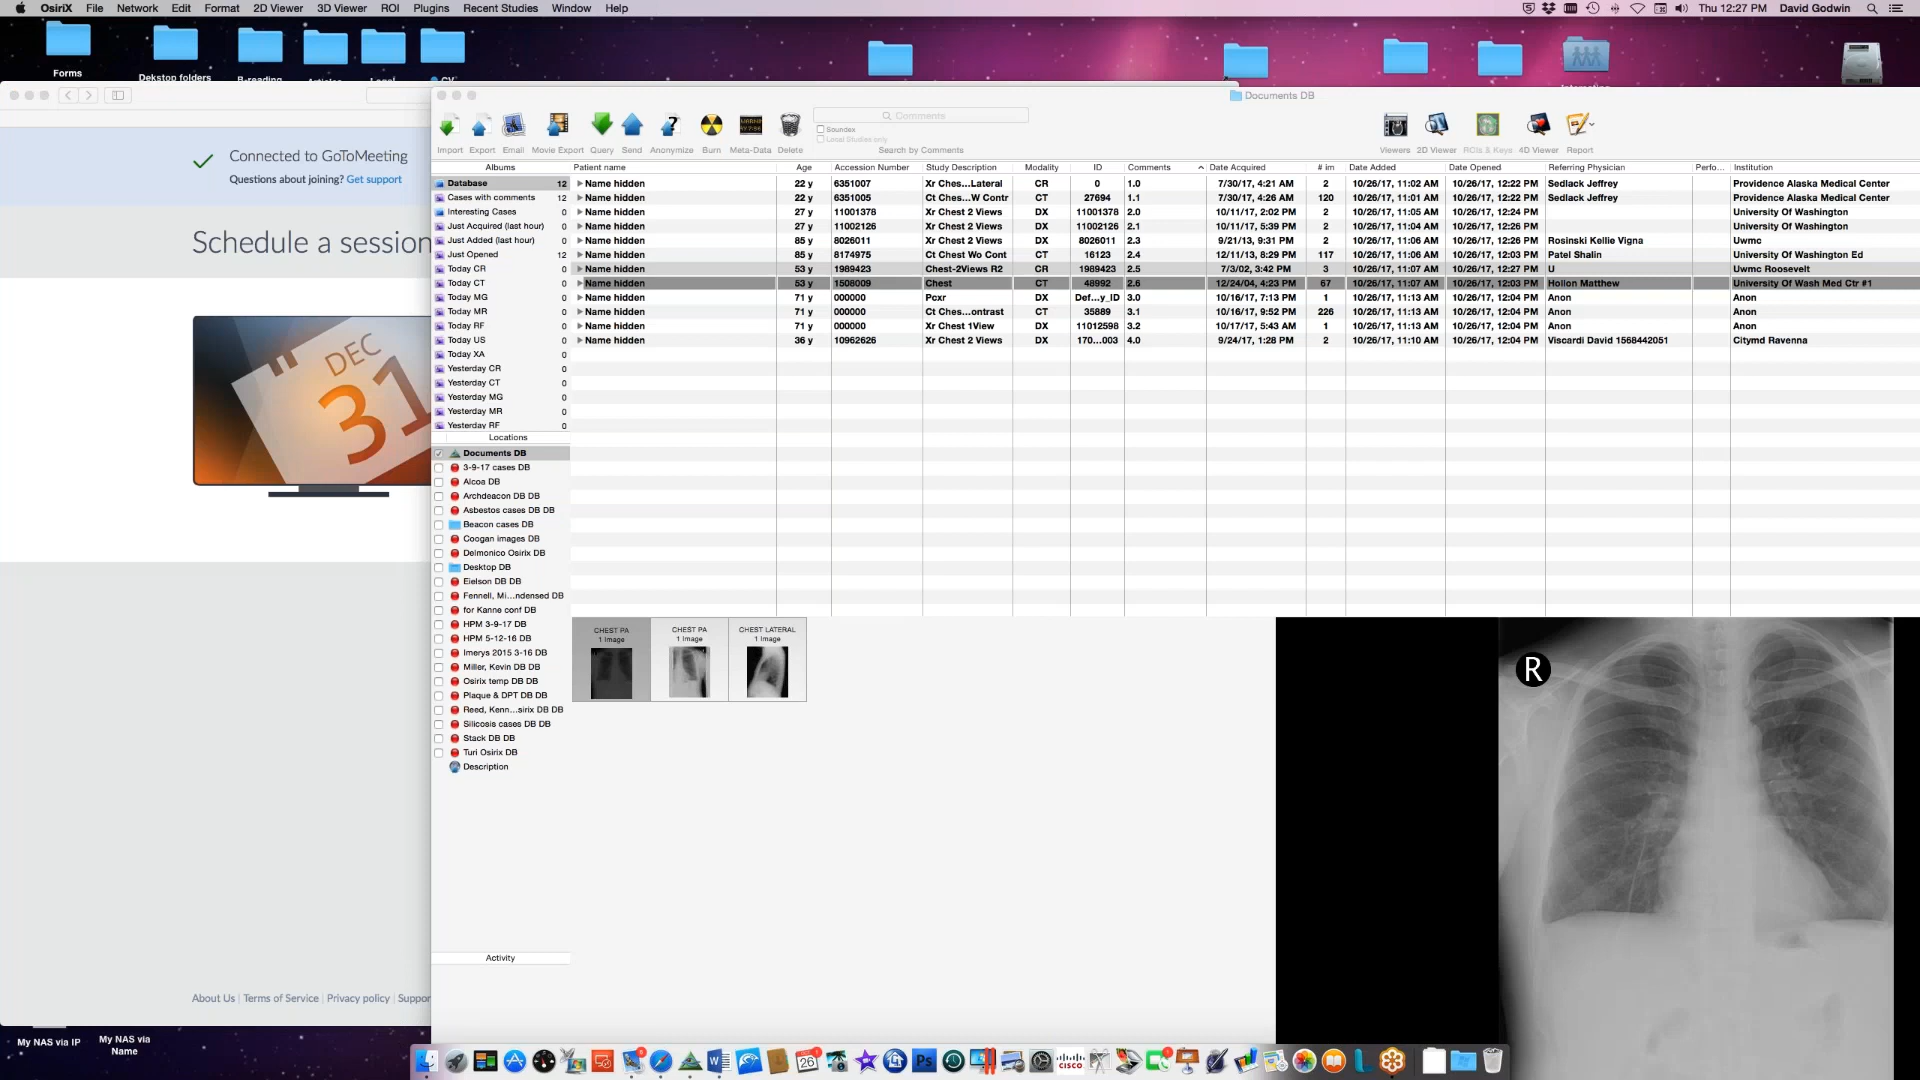 OsiriX File Network Edit Format 2D Viewer 3D Viewer ROI Plugins Recent Studies Window Help Thu 12:27 PM David Godwin
Forms Dekstop folders
Connected to GoToMeeting
Questions about joining? Get support
Schedule a session
DEC
31
About Us | Terms of Service | Privacy policy | Suppor
My NAS via IP
My NAS via Name
Documents DB
Comments
Soundex
Local Studies only
Import Export Email Movie Export Query Send Anonymize Burn Meta-Data Delete Search by Comments Viewers 2D Viewer ROIs & Keys 4D Viewer Report
Albums Patient name Age Accession Number Study Description Modality ID Comments Date Acquired # im Date Added Date Opened Referring Physician Perfo... Institution
Database 12 Name hidden 22 y 6351007 Xr Ches...Lateral CR 0 1.0 7/30/17, 4:21 AM 2 10/26/17, 11:02 AM 10/26/17, 12:22 PM Sedlack Jeffrey Providence Alaska Medical Center
Cases with comments 12 Name hidden 22 y 6351005 Ct Ches...W Contr CT 27694 1.1 7/30/17, 4:26 AM 120 10/26/17, 11:01 AM 10/26/17, 12:22 PM Sedlack Jeffrey Providence Alaska Medical Center
Interesting Cases 0 Name hidden 27 y 11001378 Xr Chest 2 Views DX 11001378 2.0 10/11/17, 2:02 PM 2 10/26/17, 11:05 AM 10/26/17, 12:24 PM University Of Washington
Just Acquired (last hour) 0 Name hidden 27 y 11002126 Xr Chest 2 Views DX 11002126 2.1 10/11/17, 5:39 PM 2 10/26/17, 11:04 AM 10/26/17, 12:26 PM University Of Washington
Just Added (last hour) 0 Name hidden 85 y 8026011 Xr Chest 2 Views DX 8026011 2.3 9/21/13, 9:31 PM 2 10/26/17, 11:06 AM 10/26/17, 12:26 PM Rosinski Kellie Vigna Uwmc
Just Opened 12 Name hidden 85 y 8174975 Ct Chest Wo Cont CT 16123 2.4 12/11/13, 8:29 PM 117 10/26/17, 11:06 AM 10/26/17, 12:03 PM Patel Shalin University Of Washington Ed
Today CR 0 Name hidden 53 y 1989423 Chest-2Views R2 CR 1989423 2.5 7/3/02, 3:42 PM 3 10/26/17, 11:07 AM 10/26/17, 12:27 PM U Uwmc Roosevelt
Today CT 0 Name hidden 53 y 1508009 Chest CT 48992 2.6 12/24/04, 4:23 PM 67 10/26/17, 11:07 AM 10/26/17, 12:03 PM Hollon Matthew University Of Wash Med Ctr #1
Today MG 0 Name hidden 71 y 000000 Pcxr DX Def...y_ID 3.0 10/16/17, 7:13 PM 1 10/26/17, 11:13 AM 10/26/17, 12:04 PM Anon Anon
Today MR 0 Name hidden 71 y 000000 Ct Ches...ontrast CT 35889 3.1 10/16/17, 9:52 PM 226 10/26/17, 11:13 AM 10/26/17, 12:04 PM Anon Anon
Today RF 0 Name hidden 71 y 000000 Xr Chest 1View DX 11012598 3.2 10/17/17, 5:43 AM 1 10/26/17, 11:13 AM 10/26/17, 12:04 PM Anon Anon
Today US 0 Name hidden 36 y 10962626 Xr Chest 2 Views DX 170...003 4.0 9/24/17, 1:28 PM 2 10/26/17, 11:10 AM 10/26/17, 12:04 PM Viscardi David 1568442051 Citymd Ravenna
Today XA 0
Yesterday CR 0
Yesterday CT 0
Yesterday MG 0
Yesterday MR 0
Yesterday RF 0
Locations
Documents DB
3-9-17 cases DB
Alcoa DB
Archdeacon DB DB
Asbestos cases DB DB
Beacon cases DB
Coogan images DB
Delmonico Osirix DB
Desktop DB
Eielson DB DB
Fennell, Mi...ndensed DB
for Kanne conf DB
HPM 3-9-17 DB
HPM 5-12-16 DB
Imerys 2015 3-16 DB
Miller, Kevin DB DB
Osirix temp DB DB
Plaque & DPT DB DB
Reed, Kenn...sirix DB DB
Silicosis cases DB DB
Stack DB DB
Turi Osirix DB
Description
Activity
CHEST PA CHEST PA CHEST LATERAL
1 Image 1 Image 1 Image
R
26
Ps
CISCO